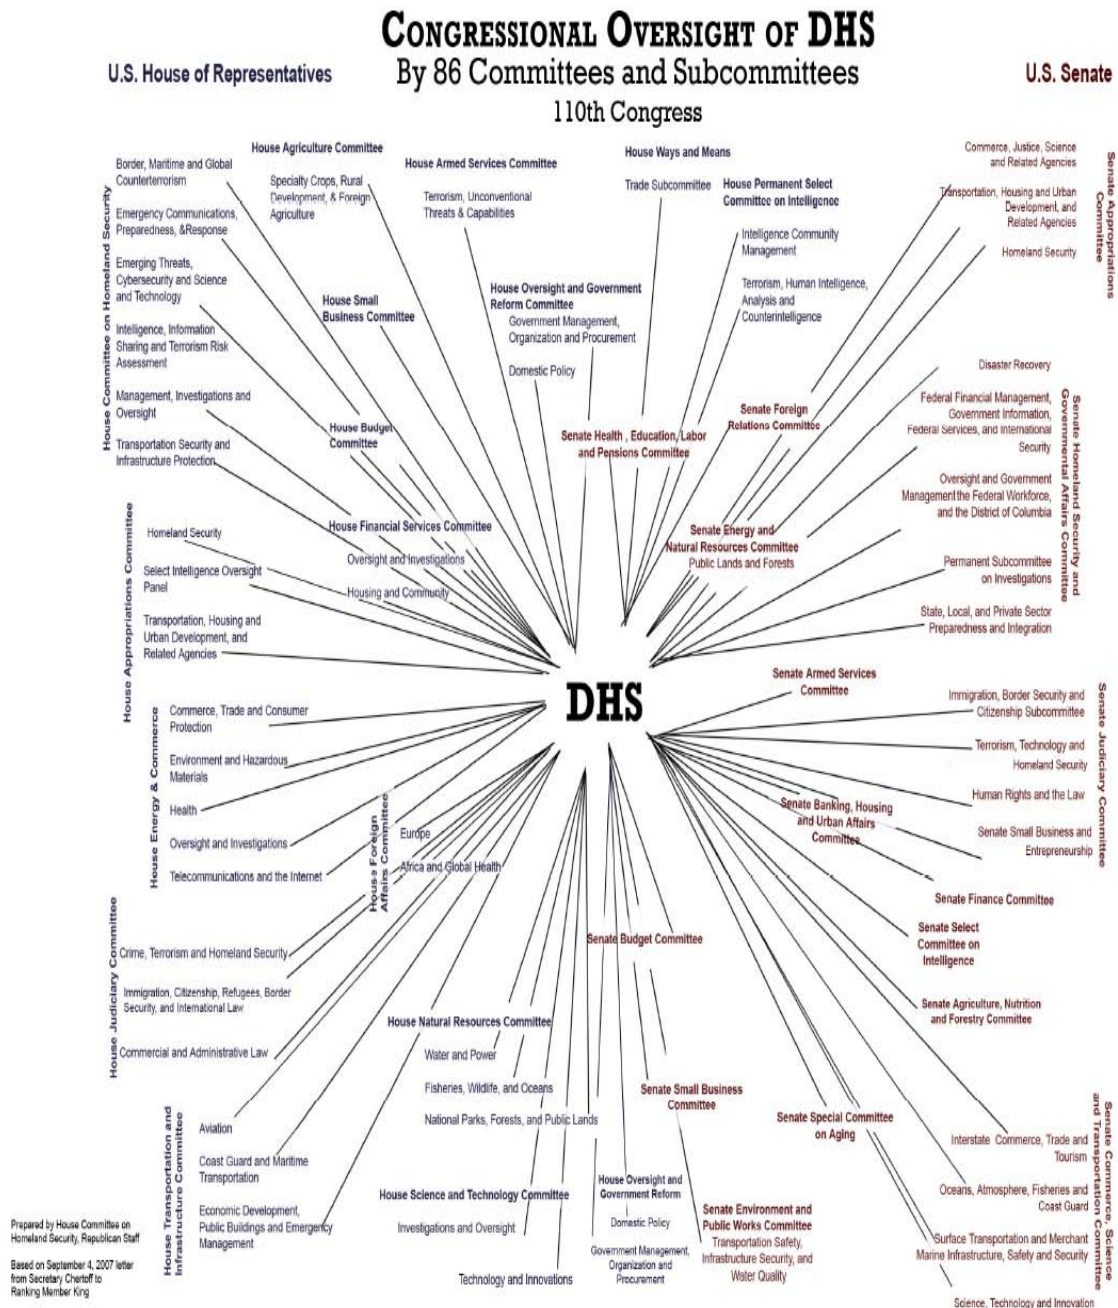 CONGRESSIONAL OVERSIGHT OF DHS
U.S. House of Representatives
By 86 Committees and Subcommittees
U.S. Senate
110th Congress
House Committee on Homeland Security
Border, Maritime and Global
Counterterrorism
Emergency Communications,
Preparedness, &Response
Emerging Threats,
Cybersecurity and Science
and Technology
Intelligence, Information
Sharing and Terrorism Risk
Assessment
Management, Investigations and
Oversight
Transportation Security and
Infrastructure Protection
House Agriculture Committee
Specialty Crops, Rural
Development, & Foreign
Agriculture
House Armed Services Committee
Terrorism, Unconventional
Threats & Capabilities
House Ways and Means
Trade Subcommittee
House Permanent Select
Committee on Intelligence
Intelligence Community
Management
Terrorism, Human Intelligence,
Analysis and
Counterintelligence
House Small
Business Committee
House Oversight and Government
Reform Committee
Government Management,
Organization and Procurement
Domestic Policy
House Budget
Committee
Senate Health , Education, Labor
and Pensions Committee
Senate Foreign
Relations Committee
Senate Appropriations
Committee
Commerce, Justice, Science
and Related Agencies
Transportation, Housing and Urban
Development, and
Related Agencies
Homeland Security
Senate Homeland Security and
Governmental Affairs Committee
Disaster Recovery
Federal Financial Management,
Government Information,
Federal Services, and International
Security
Oversight and Government
Management the Federal Workforce,
and the District of Columbia
Permanent Subcommittee
on Investigations
State, Local, and Private Sector
Preparedness and Integration
House Appropriations Committee
Homeland Security
Select Intelligence Oversight
Panel
Transportation, Housing and
Urban Development, and
Related Agencies
House Financial Services Committee
Oversight and Investigations
Housing and Community
Senate Energy and
Natural Resources Committee
Public Lands and Forests
DHS
Senate Armed Services
Committee
House Energy & Commerce
Commerce, Trade and Consumer
Protection
Environment and Hazardous
Materials
Health
Oversight and Investigations
Telecommunications and the Internet
House Foreign
Affairs Committee
Europe
Africa and Global Health
Senate Judiciary Committee
Immigration, Border Security and
Citizenship Subcommittee
Terrorism, Technology and
Homeland Security
Human Rights and the Law
Senate Small Business and
Entrepreneurship
Senate Banking, Housing
and Urban Affairs
Committee
Senate Finance Committee
Senate Select
Committee on
Intelligence
Senate Agriculture, Nutrition
and Forestry Committee
House Judiciary Committee
Crime, Terrorism and Homeland Security
Immigration, Citizenship, Refugees, Border
Security, and International Law
Commercial and Administrative Law
Senate Budget Committee
House Natural Resources Committee
Water and Power
Fisheries, Wildlife, and Oceans
National Parks, Forests, and Public Lands
Senate Small Business
Committee
Senate Special Committee
on Aging
House Transportation and
Infrastructure Committee
Aviation
Coast Guard and Maritime
Transportation
Economic Development,
Public Buildings and Emergency
Management
House Science and Technology Committee
Investigations and Oversight
Technology and Innovations
House Oversight and
Government Reform
Domestic Policy
Government Management,
Organization and
Procurement
Senate Environment and
Public Works Committee
Transportation Safety,
Infrastructure Security, and
Water Quality
Senate Commerce, Science
and Transportation Committee
Interstate Commerce, Trade and
Tourism
Oceans, Atmosphere, Fisheries and
Coast Guard
Surface Transportation and Merchant
Marine Infrastructure, Safety and Security
Science, Technology and Innovation
Prepared by House Committee on
Homeland Security, Republican Staff
Based on September 4, 2007 letter
from Secretary Chertoff to
Ranking Member King